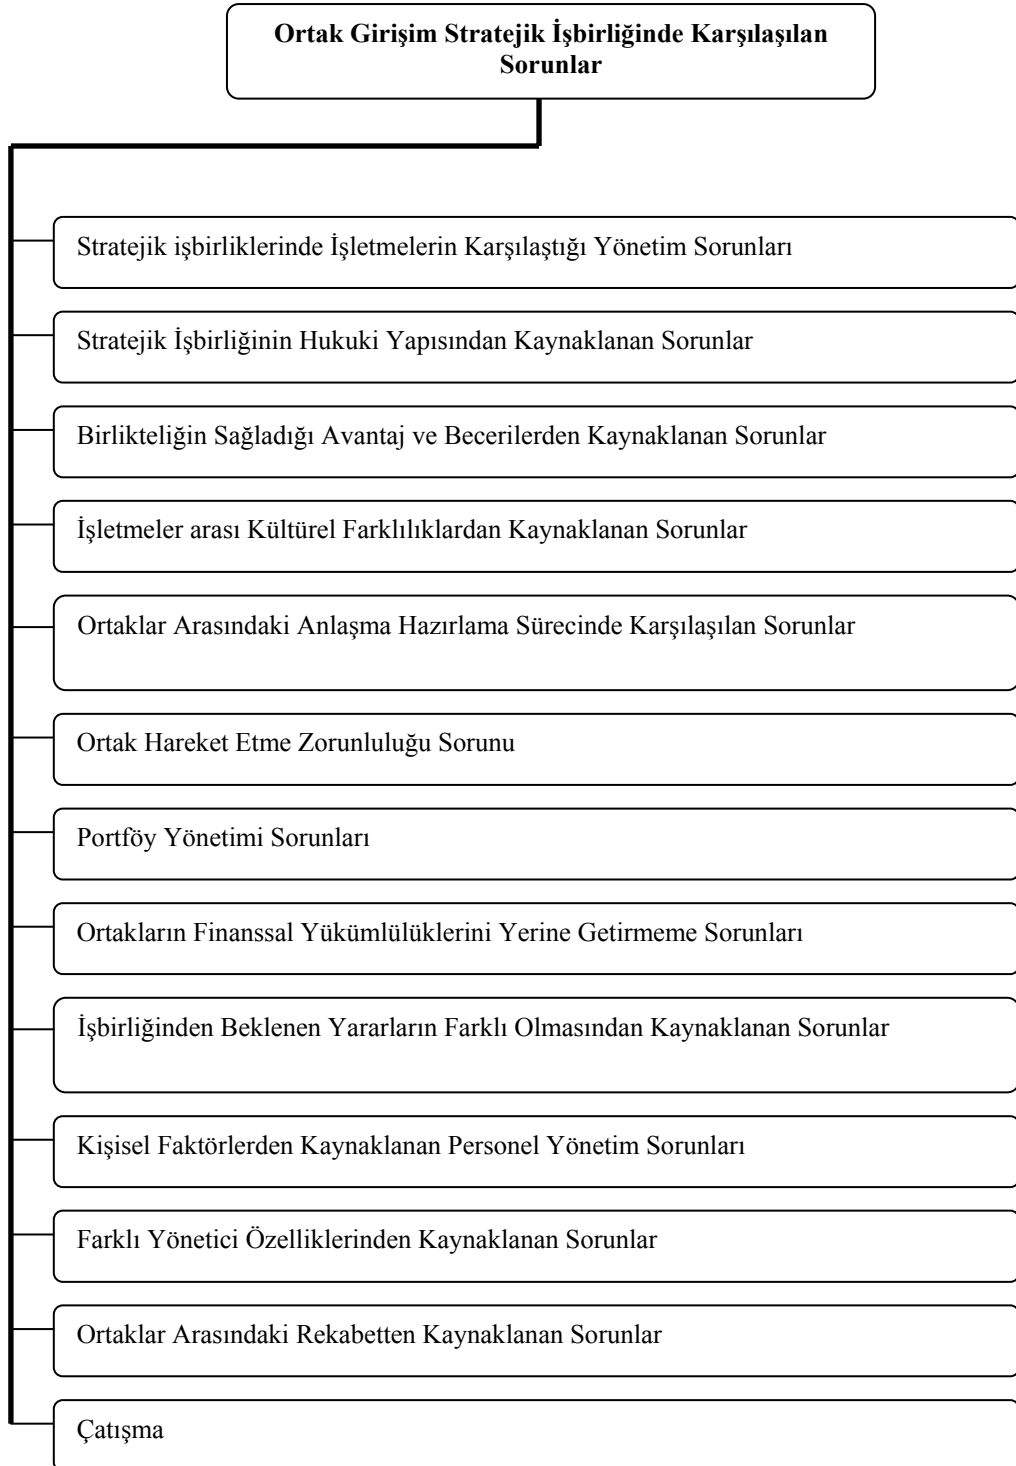 Ortak Girişim Stratejik İşbirliğinde Karşılaşılan
Sorunlar
Stratejik işbirliklerinde İşletmelerin Karşılaştığı Yönetim Sorunları
Stratejik İşbirliğinin Hukuki Yapısından Kaynaklanan Sorunlar
Birlikteliğin Sağladığı Avantaj ve Becerilerden Kaynaklanan Sorunlar
İşletmeler arası Kültürel Farklılıklardan Kaynaklanan Sorunlar
Ortaklar Arasındaki Anlaşma Hazırlama Sürecinde Karşılaşılan Sorunlar
Ortak Hareket Etme Zorunluluğu Sorunu
Portföy Yönetimi Sorunları
Ortakların Finanssal Yükümlülüklerini Yerine Getirmeme Sorunları
İşbirliğinden Beklenen Yararların Farklı Olmasından Kaynaklanan Sorunlar
Kişisel Faktörlerden Kaynaklanan Personel Yönetim Sorunları
Farklı Yönetici Özelliklerinden Kaynaklanan Sorunlar
Ortaklar Arasındaki Rekabetten Kaynaklanan Sorunlar
Çatışma